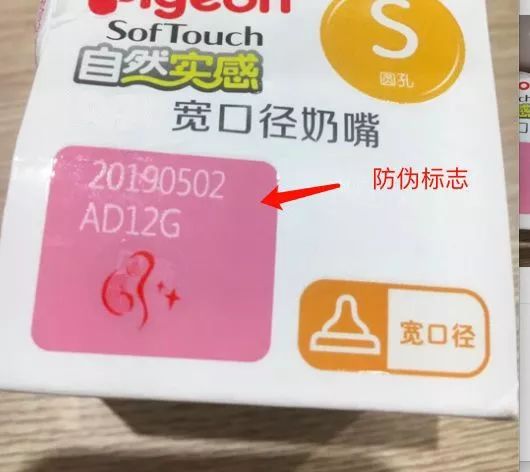 Pigeon
SofTouch
自然实感
S
圆孔
宽口径奶嘴
20190502
AD12G
防伪标志
宽口径